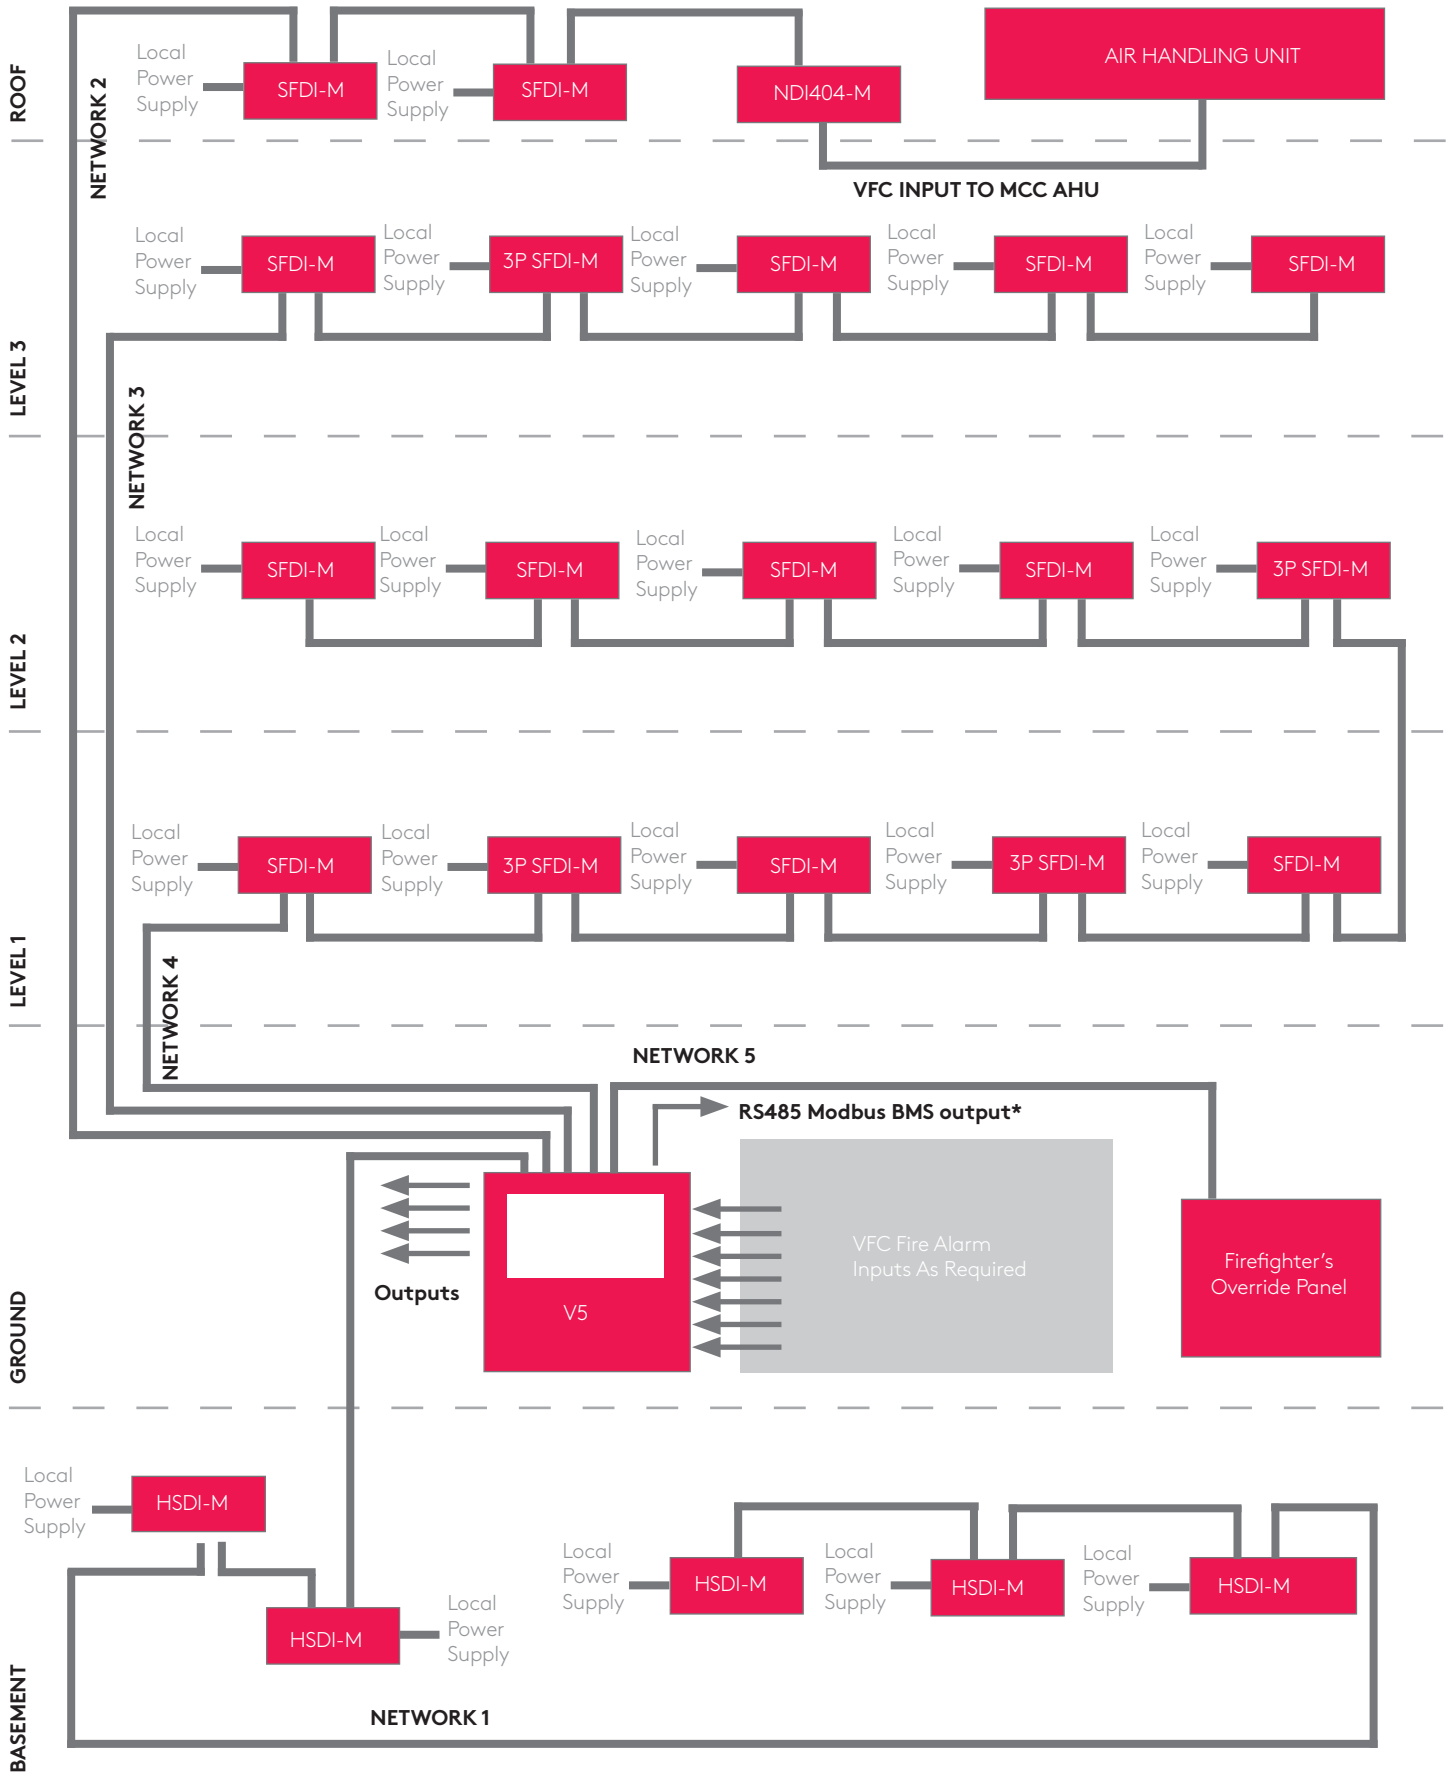 ROOF
NETWORK 2
Local
Power
Supply
SFDI-M
Local
Power
Supply
SFDI-M
NDI404-M
AIR HANDLING UNIT
VFC INPUT TO MCC AHU
LEVEL 3
NETWORK 3
Local
Power
Supply
SFDI-M
Local
Power
Supply
3P SFDI-M
Local
Power
Supply
SFDI-M
Local
Power
Supply
SFDI-M
Local
Power
Supply
SFDI-M
LEVEL 2
Local
Power
Supply
SFDI-M
Local
Power
Supply
SFDI-M
Local
Power
Supply
SFDI-M
Local
Power
Supply
SFDI-M
Local
Power
Supply
3P SFDI-M
LEVEL 1
Local
Power
Supply
SFDI-M
Local
Power
Supply
3P SFDI-M
Local
Power
Supply
SFDI-M
Local
Power
Supply
3P SFDI-M
Local
Power
Supply
SFDI-M
NETWORK 4
NETWORK 5
RS485 Modbus BMS output*
GROUND
Outputs
V5
VFC Fire Alarm
Inputs As Required
Firefighter's
Override Panel
BASEMENT
Local
Power
Supply
HSDI-M
HSDI-M
Local
Power
Supply
Local
Power
Supply
HSDI-M
Local
Power
Supply
HSDI-M
Local
Power
Supply
HSDI-M
NETWORK 1